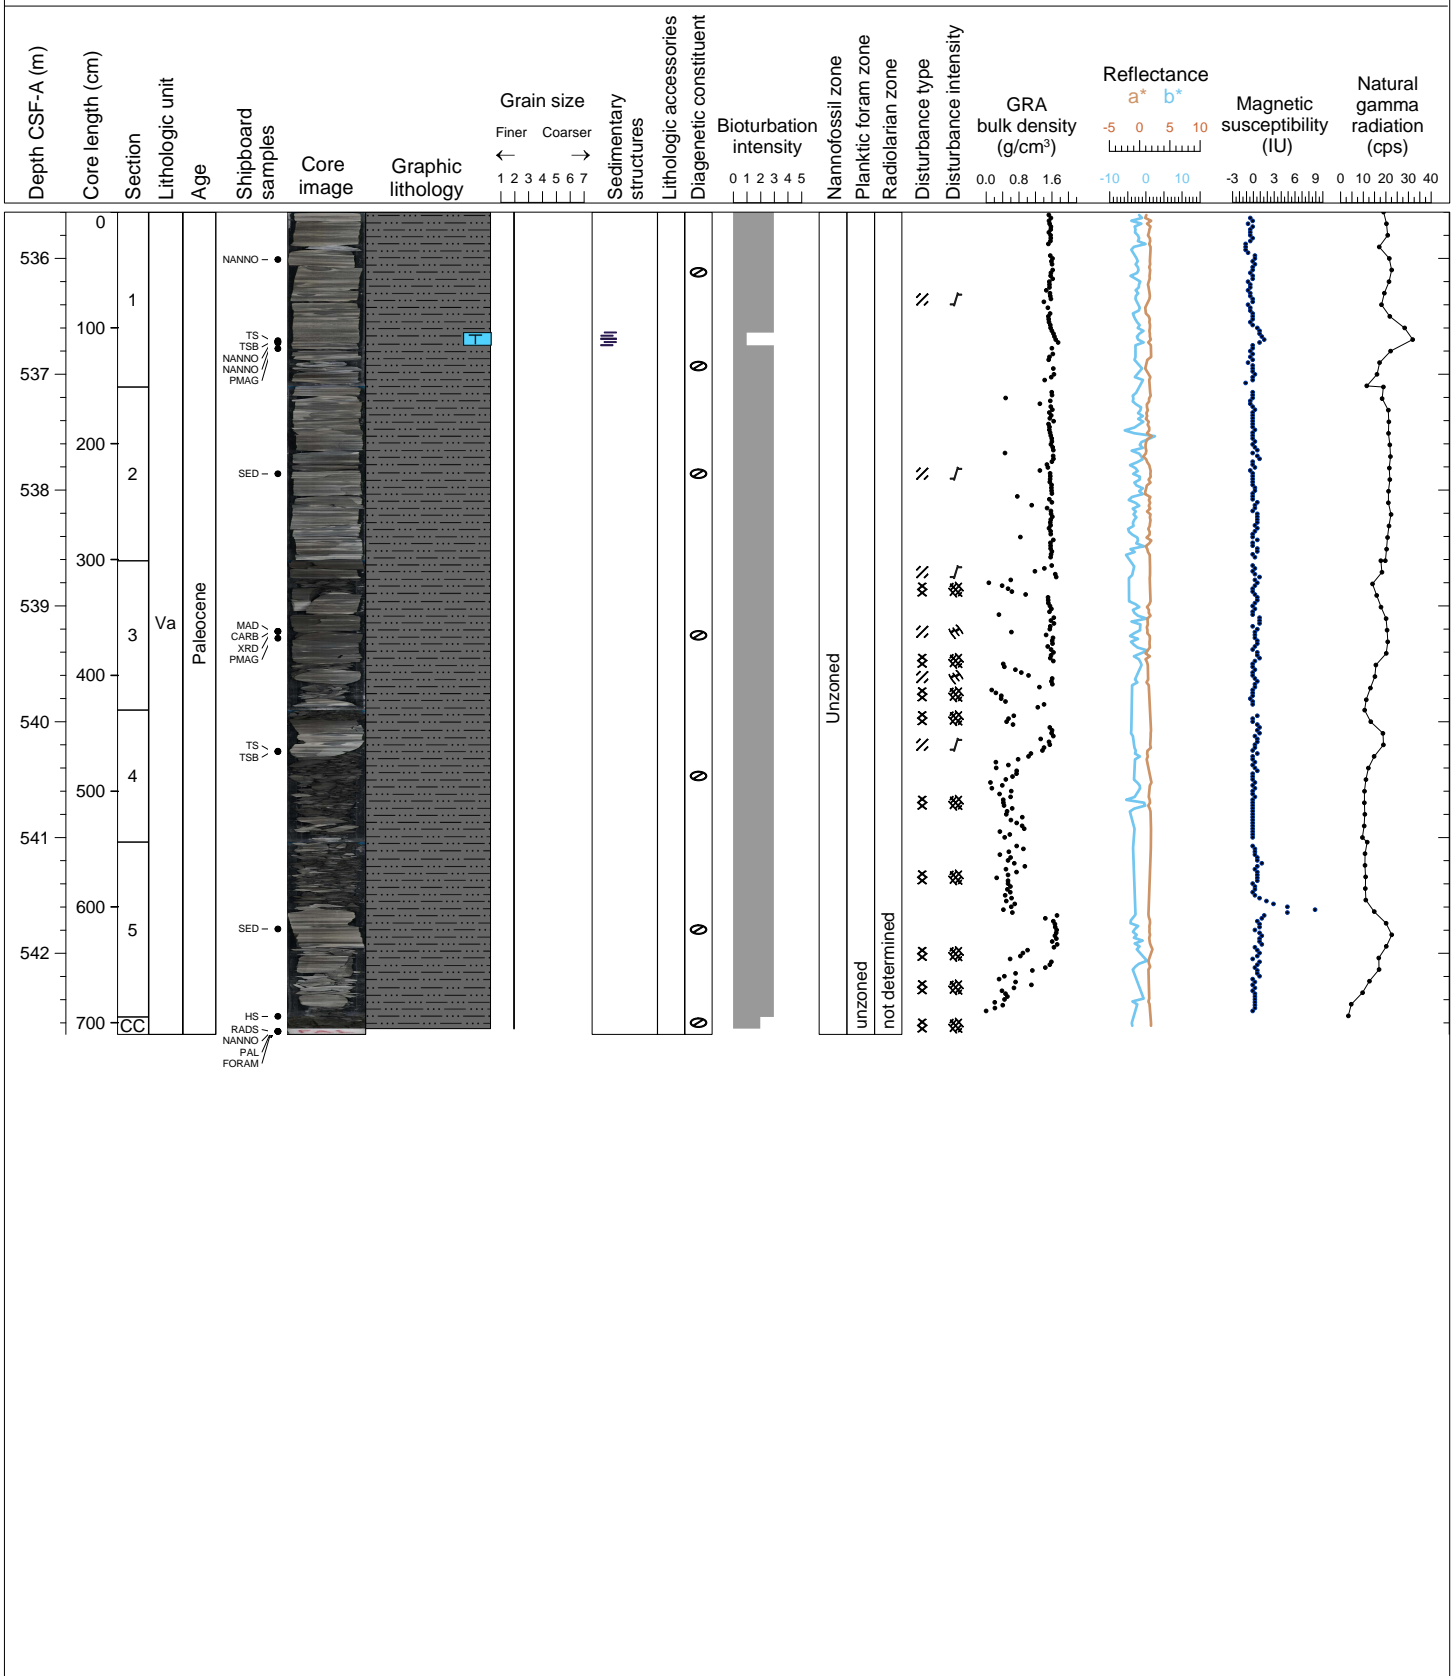 Depth CSF-A (m)
Core length (cm)
Section
Lithologic unit
Age
Shipboard
samples
Core
image
Graphic
lithology
Grain size
Finer Coarser
← →
1 2 3 4 5 6 7
Sedimentary
structures
Lithologic accessories
Diagenetic constituent
Bioturbation
intensity
0 1 2 3 4 5
Nannofossil zone
Planktic foram zone
Radiolarian zone
Disturbance type
Disturbance intensity
GRA
bulk density
(g/cm³)
0.0 0.8 1.6
Reflectance
a* b*
-5 0 5 10
-10 0 10
Magnetic
susceptibility
(IU)
-3 0 3 6 9
Natural
gamma
radiation
(cps)
0 10 20 30 40
536
537
538
539
540
541
542
0
100
200
300
400
500
600
700
1
2
3
4
5
CC
Va
Paleocene
NANNO
TS
TSB
NANNO
NANNO
PMAG
SED
MAD
CARB
XRD
PMAG
TS
TSB
SED
HS
RADS
NANNO
PAL
FORAM
T
Unzoned
unzoned
not determined